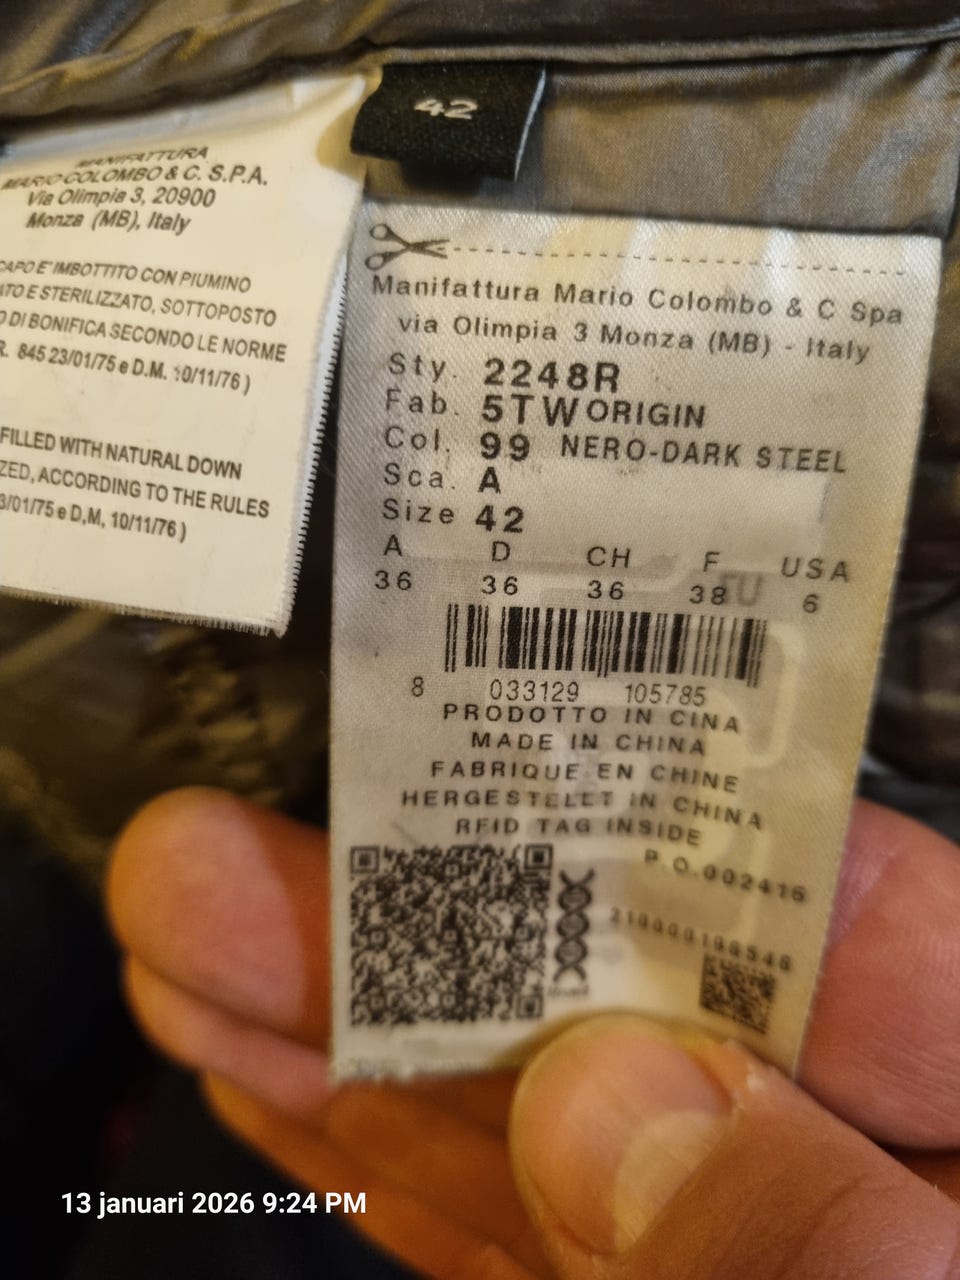 42
MANIFATTURA
MARIO COLOMBO & C. S.P.A.
Via Olimpia 3, 20900
Monza (MB), Italy
CAPO E' IMBOTTITO CON PIUMINO
ATO E STERILIZZATO, SOTTOPOSTO
O DI BONIFICA SECONDO LE NORME
R. 845 23/01/75 e D.M. 10/11/76 )
FILLED WITH NATURAL DOWN
ZED, ACCORDING TO THE RULES
3/01/75 e D,M, 10/11/76 )
Manifattura Mario Colombo & C Spa
via Olimpia 3 Monza (MB) - Italy
Sty. 2248R
Fab. 5TWORIGIN
Col. 99 NERO-DARK STEEL
Sca. A
Size 42
A D CH F USA
36 36 36 38 6
8 033129 105785
PRODOTTO IN CINA
MADE IN CHINA
FABRIQUE EN CHINE
HERGESTELLT IN CHINA
RFID TAG INSIDE
P.O.002416
13 januari 2026 9:24 PM